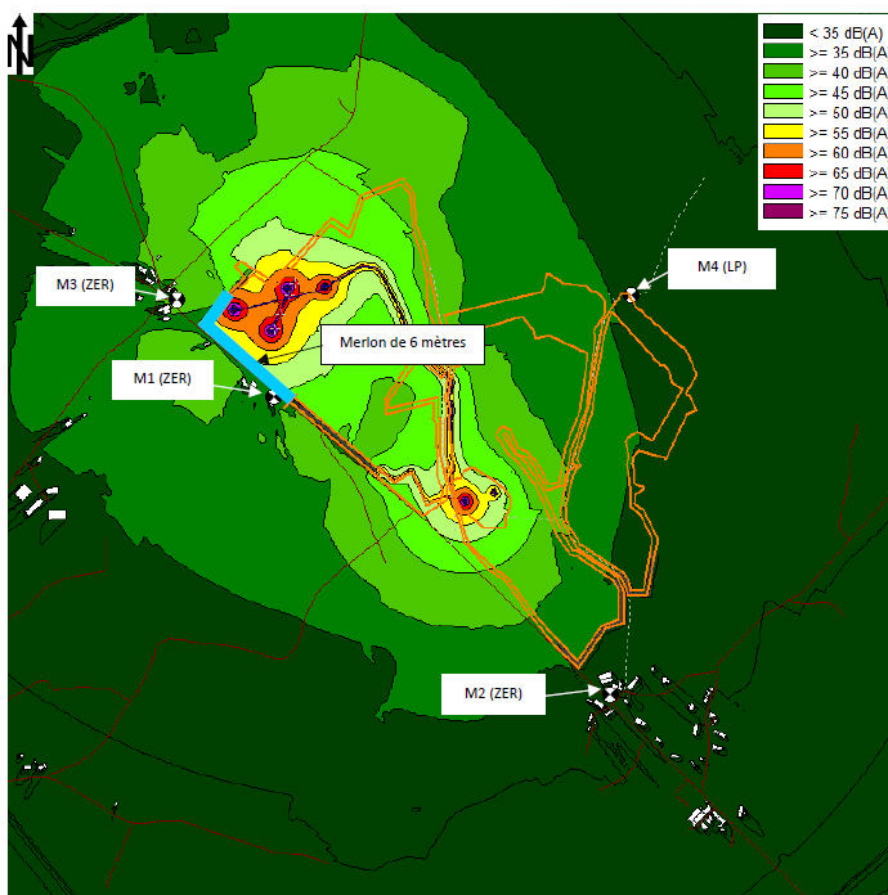 N
< 35 dB(A)
>= 35 dB(A
>= 40 dB(A
>= 45 dB(A
>= 50 dB(A
>= 55 dB(A
>= 60 dB(A
>= 65 dB(A
>= 70 dB(A
>= 75 dB(A
M4 (LP)
M3 (ZER)
Merlon de 6 mètres
M1 (ZER)
M2 (ZER)